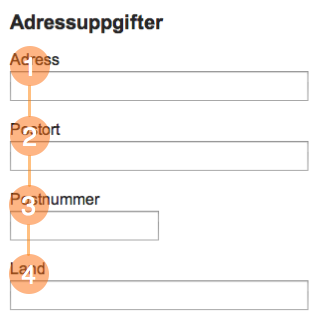 Adressuppgifter
Adress
1
Postort
2
Postnummer
3
Land
4